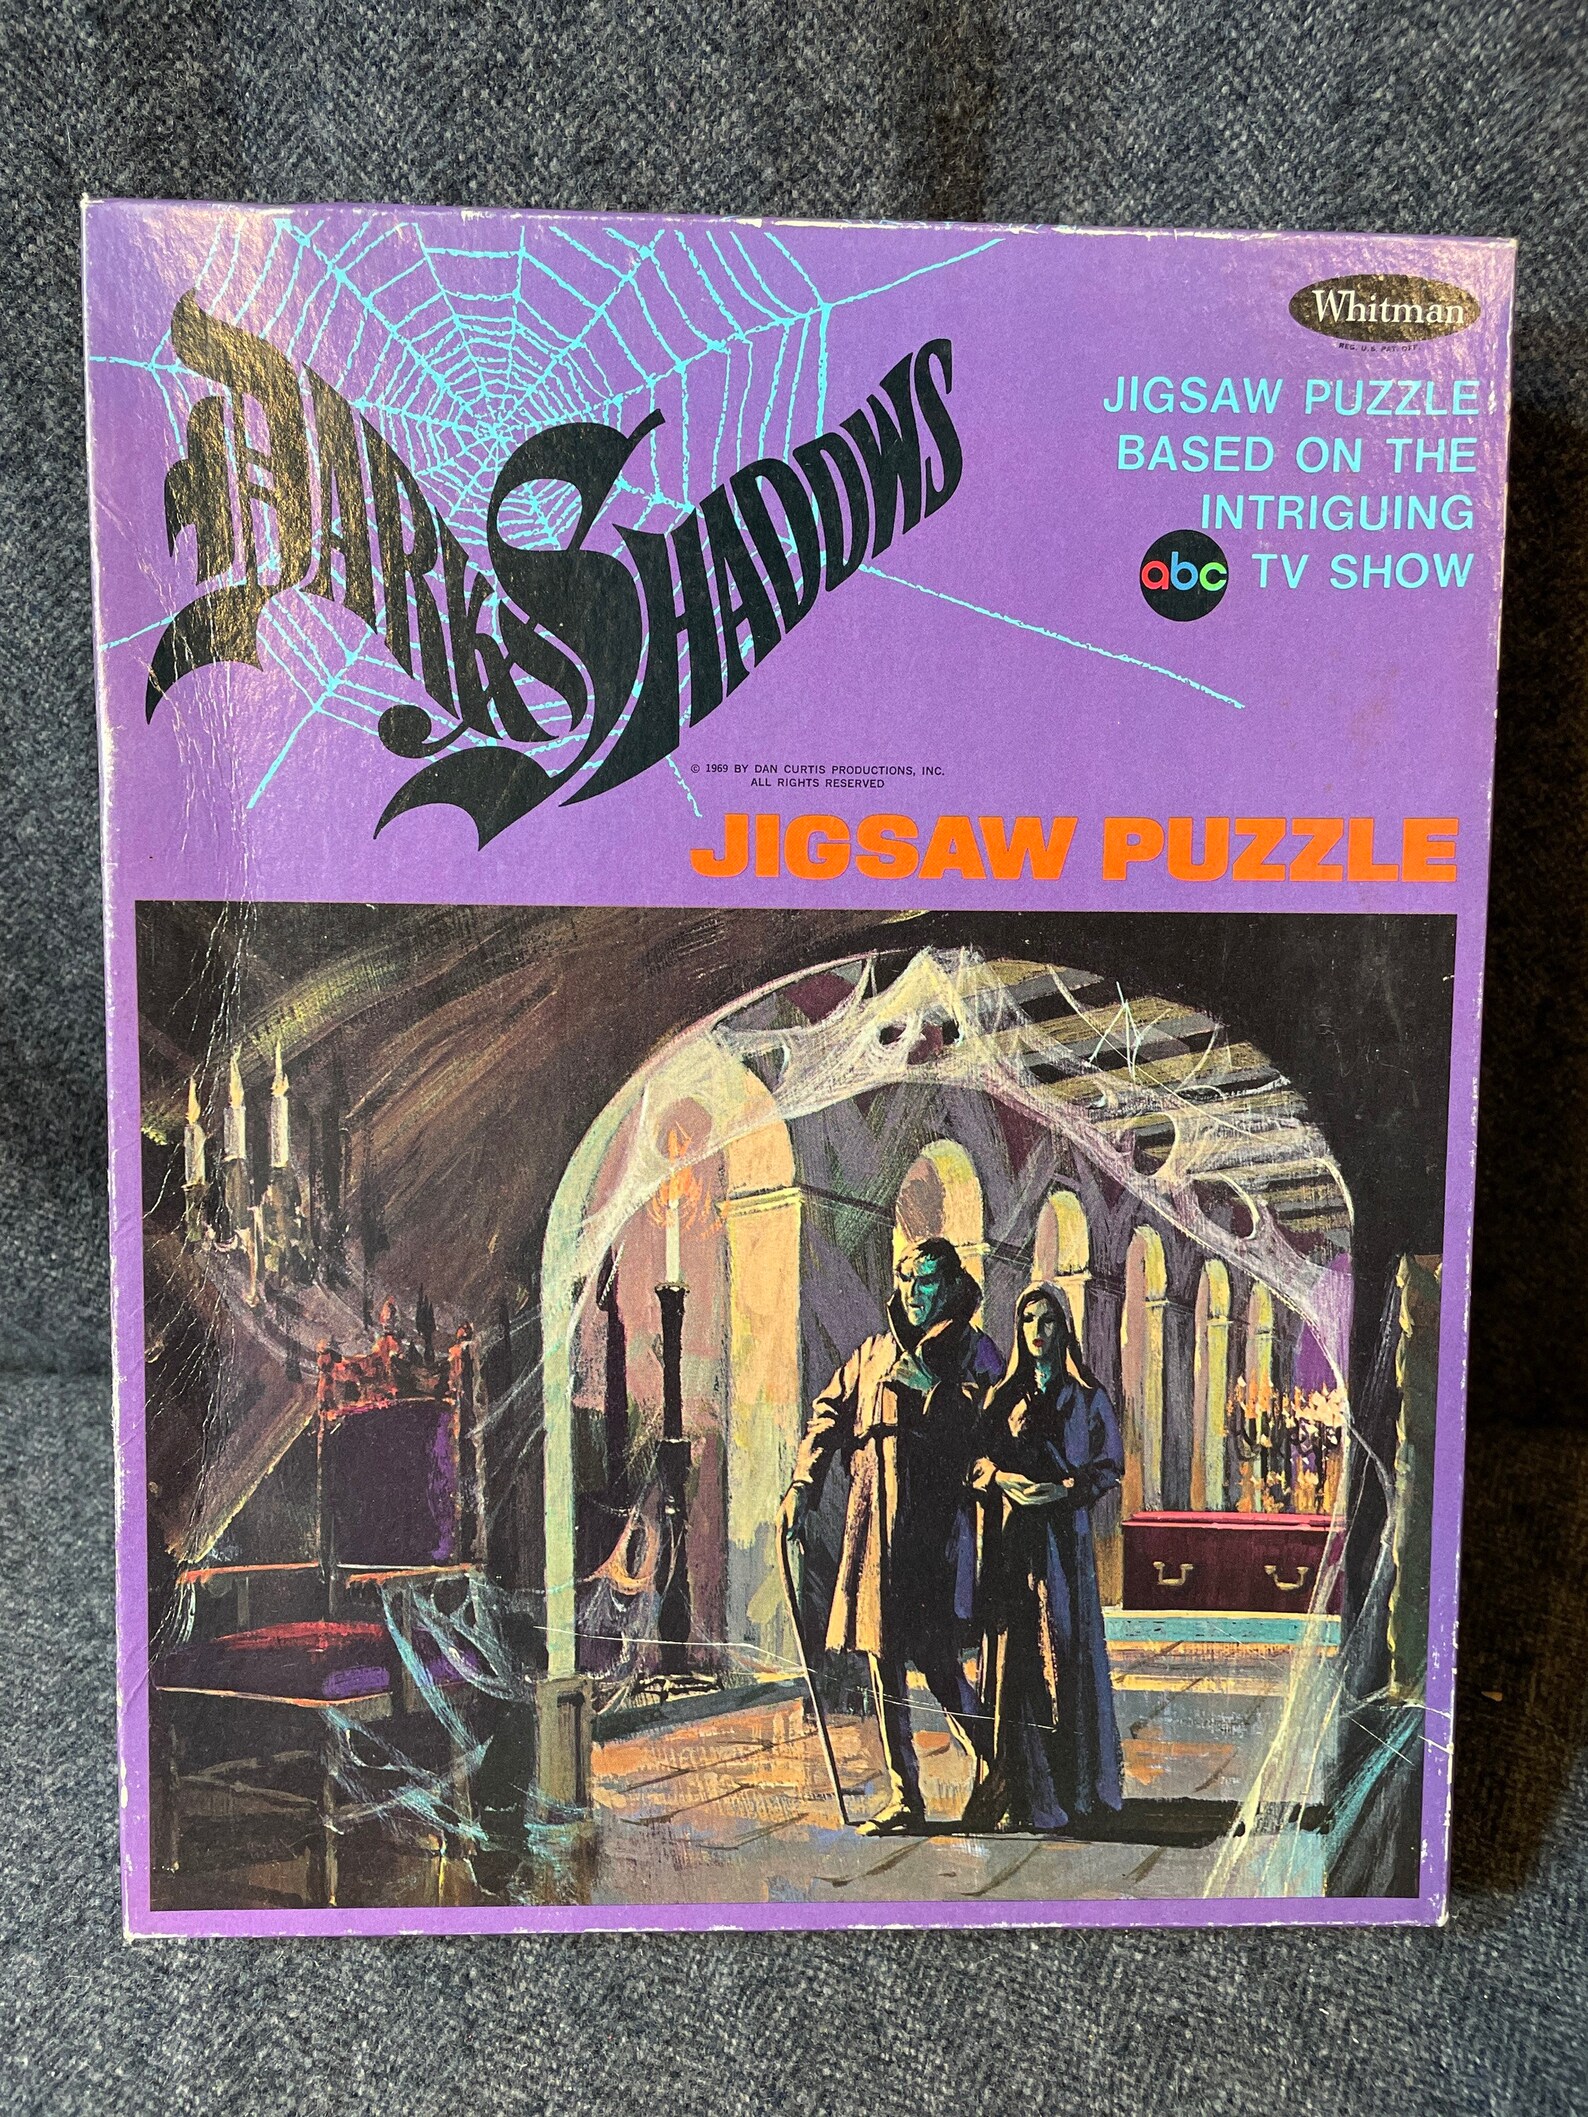 Whitman
REG. U.S. PAT. OFF.
DARK SHADOWS
JIGSAW PUZZLE
BASED ON THE
INTRIGUING
abc TV SHOW
© 1969 BY DAN CURTIS PRODUCTIONS, INC.
ALL RIGHTS RESERVED
JIGSAW PUZZLE